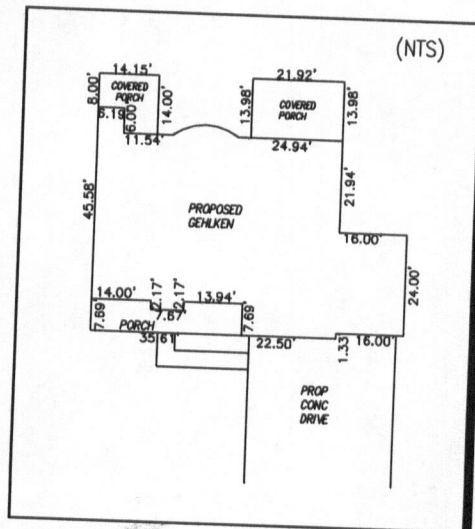 (NTS)
14.15'
21.92'
8.00'
COVERED
PORCH
14.00'
13.98'
COVERED
PORCH
13.98'
6.19
6.00'
11.54'
24.94'
45.58'
21.94'
PROPOSED
GEHLKEN
16.00'
24.00'
14.00'
2.17'
2.17'
13.94'
7.67'
7.69'
PORCH
7.69'
35.61'
22.50'
1.33'
16.00'
PROP
CONC
DRIVE